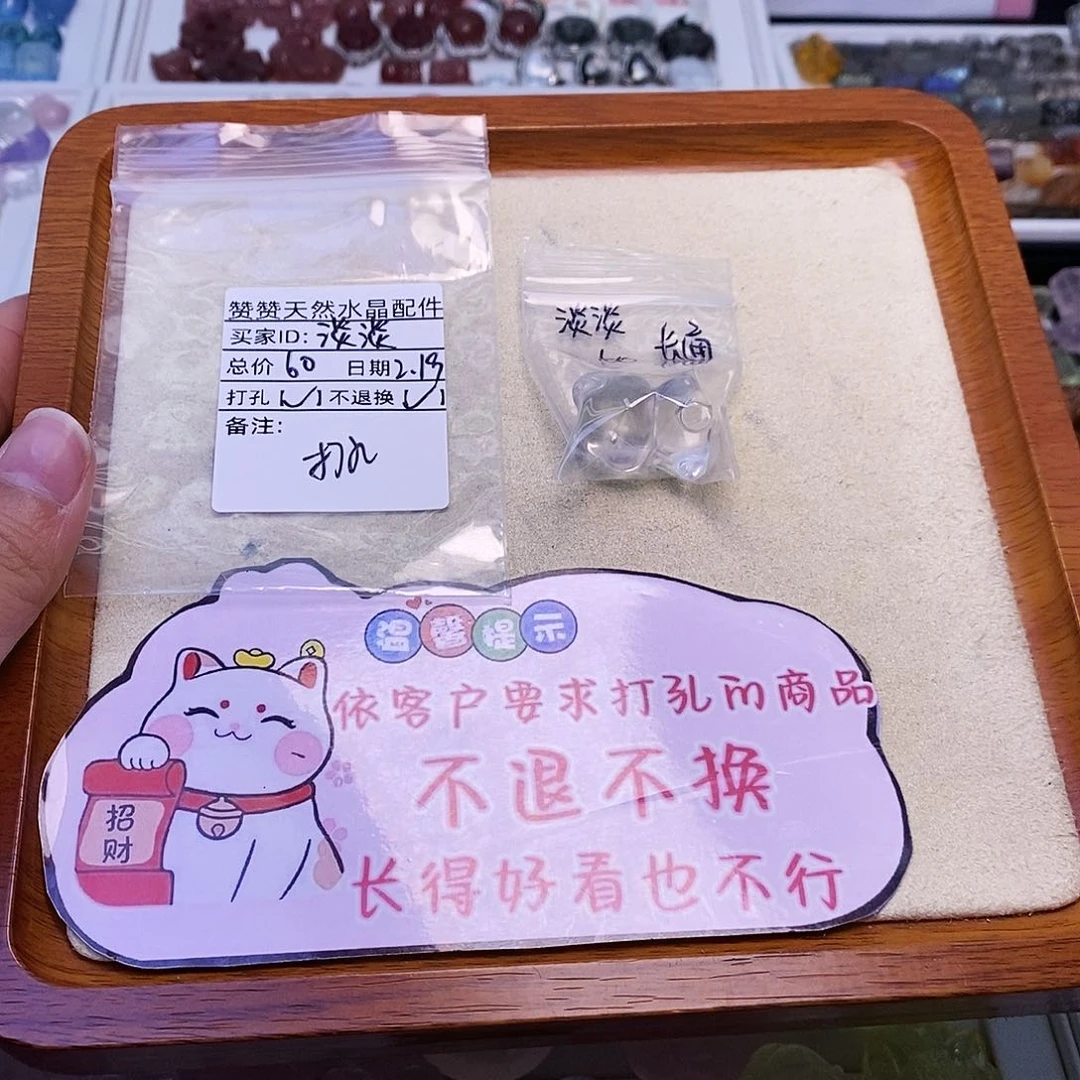 赞赞天然水晶配件
买家ID: 淡淡
总价 60 日期 2.19
打孔【✓】不退换【✓】
备注:
打孔
淡淡
长通
温馨提示
依客户要求打孔的商品
不退不换
长得好看也不行
招
财